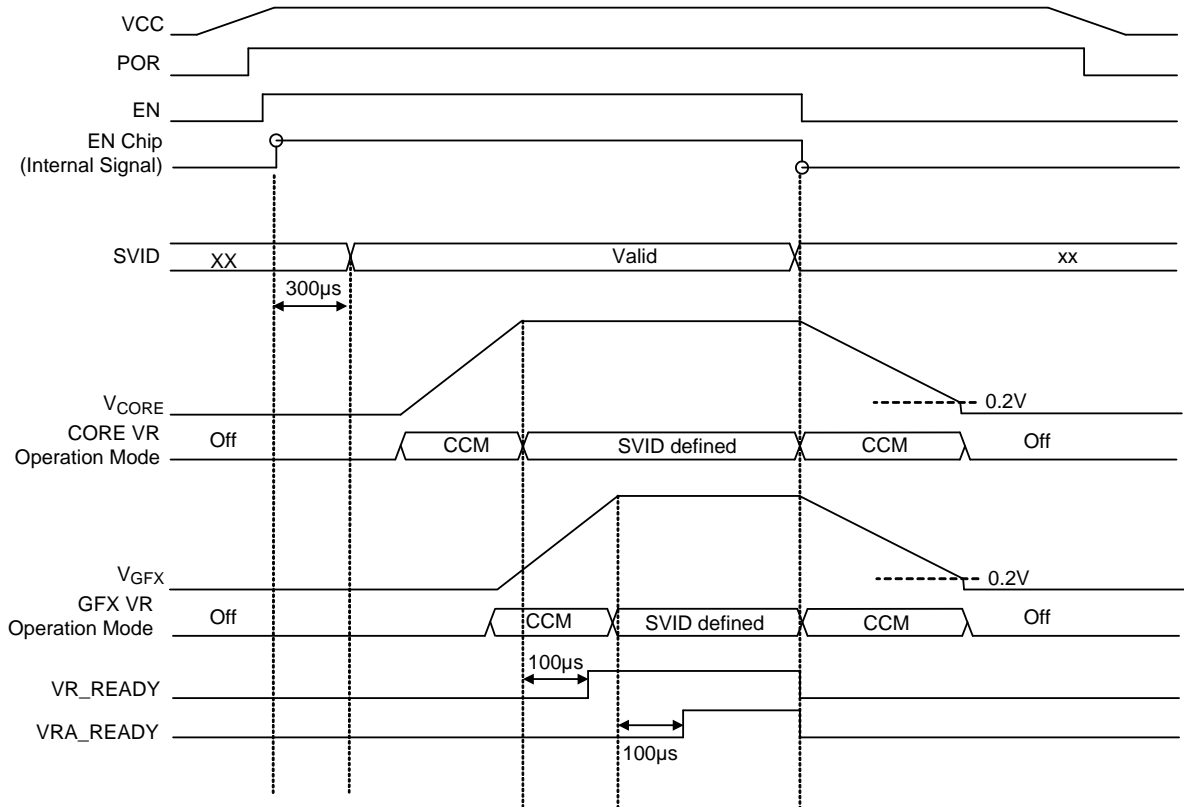 VCC
POR
EN
EN Chip
(Internal Signal)
SVID XX Valid xx
300µs
VCORE 0.2V
CORE VR
Operation Mode Off CCM SVID defined CCM Off
VGFX 0.2V
GFX VR
Operation Mode Off CCM SVID defined CCM Off
100µs
VR_READY
VRA_READY
100µs